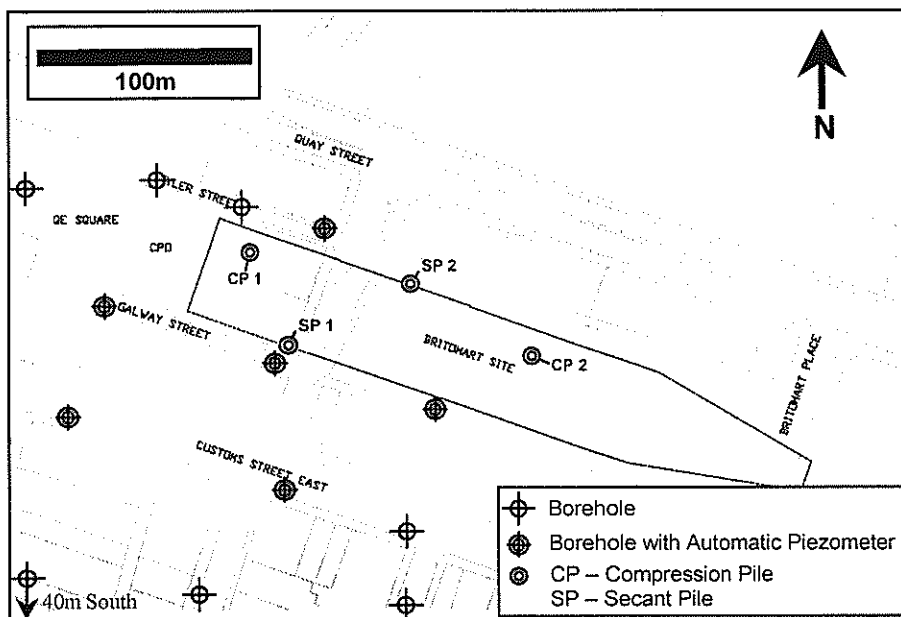 100m
N
QUAY STREET
TYLER STREET
QE SQUARE
CPO
CP 1
SP 2
GALWAY STREET
SP 1
BRITOMART SITE
CP 2
BRITOMART PLACE
CUSTOMS STREET EAST
40m South
Borehole
Borehole with Automatic Piezometer
CP – Compression Pile
SP – Secant Pile